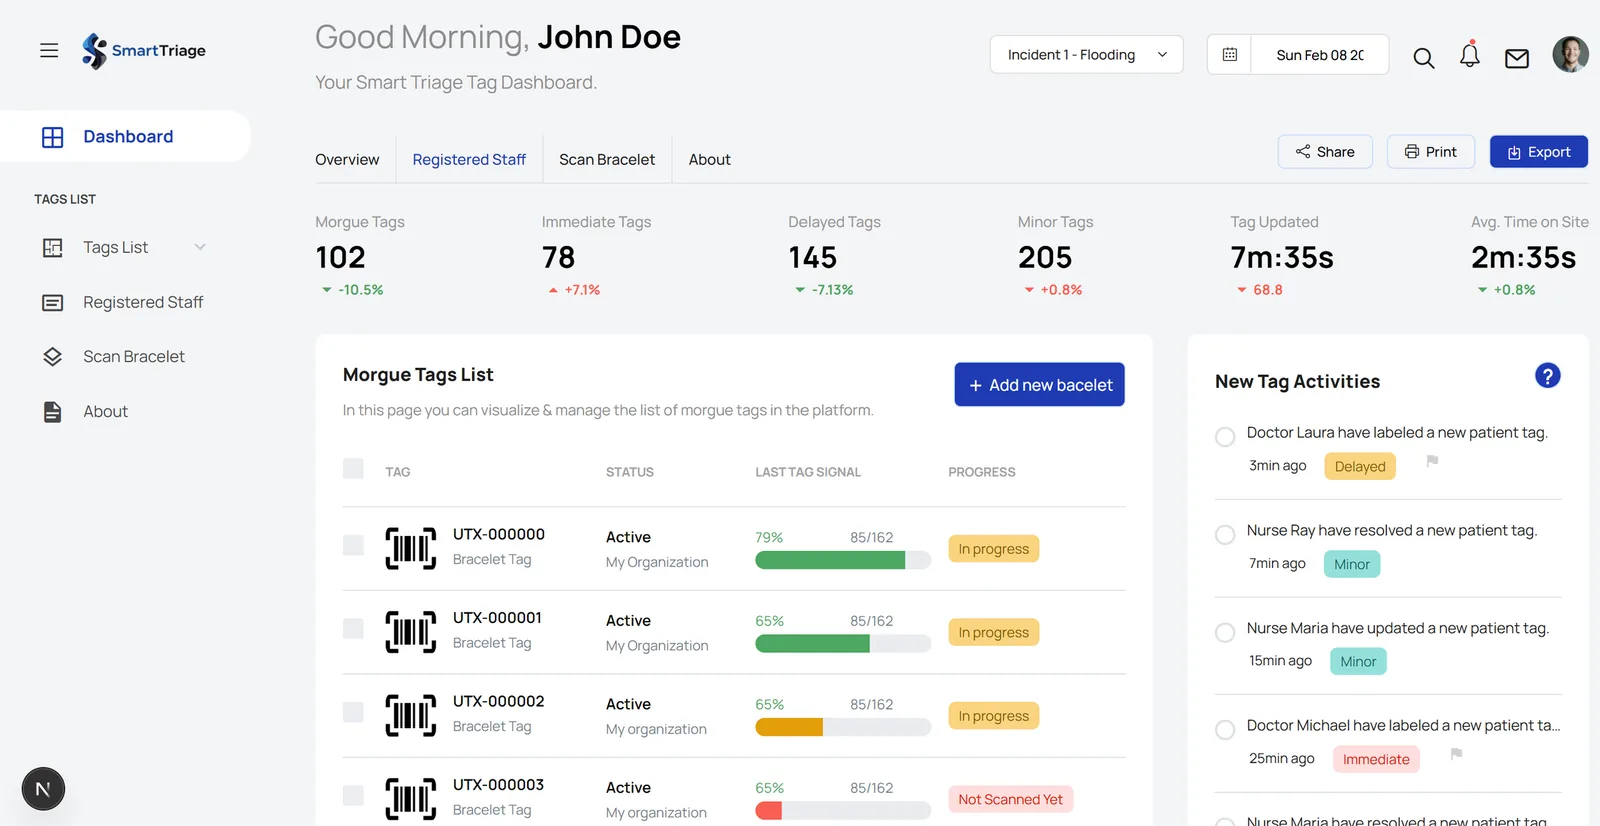 SmartTriage
Good Morning, John Doe
Your Smart Triage Tag Dashboard.
Incident 1 - Flooding
Sun Feb 08 20
Dashboard
TAGS LIST
Tags List
Registered Staff
Scan Bracelet
About
Overview
Registered Staff
Scan Bracelet
About
Share
Print
Export
Morgue Tags
102
-10.5%
Immediate Tags
78
+7.1%
Delayed Tags
145
-7.13%
Minor Tags
205
+0.8%
Tag Updated
7m:35s
68.8
Avg. Time on Site
2m:35s
+0.8%
Morgue Tags List
In this page you can visualize & manage the list of morgue tags in the platform.
+ Add new bacelet
TAG STATUS LAST TAG SIGNAL PROGRESS
UTX-000000
Bracelet Tag
Active
My Organization
79% 85/162
In progress
UTX-000001
Bracelet Tag
Active
My Organization
65% 85/162
In progress
UTX-000002
Bracelet Tag
Active
My organization
65% 85/162
In progress
UTX-000003
Bracelet Tag
Active
My organization
65% 85/162
Not Scanned Yet
New Tag Activities
?
Doctor Laura have labeled a new patient tag.
3min ago Delayed
Nurse Ray have resolved a new patient tag.
7min ago Minor
Nurse Maria have updated a new patient tag.
15min ago Minor
Doctor Michael have labeled a new patient ta...
25min ago Immediate
Nurse Maria have resolved a new patient tag.
N